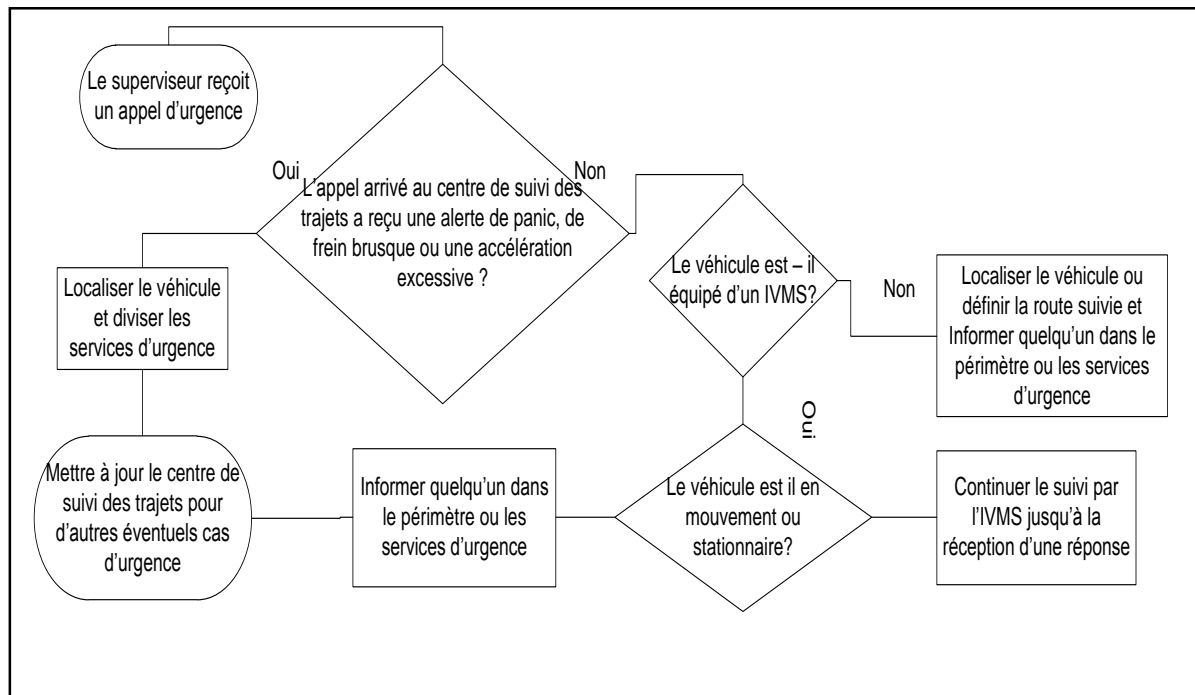 Le superviseur reçoit
un appel d'urgence
Oui
Non
L'appel arrivé au centre de suivi des
trajets a reçu une alerte de panic, de
frein brusque ou une accélération
excessive ?
Localiser le véhicule
et diviser les
services d'urgence
Le véhicule est – il
équipé d'un IVMS?
Non
Localiser le véhicule ou
définir la route suivie et
Informer quelqu'un dans le
périmètre ou les services
d'urgence
Oui
Mettre à jour le centre de
suivi des trajets pour
d'autres éventuels cas
d'urgence
Informer quelqu'un dans
le périmètre ou les
services d'urgence
Le véhicule est il en
mouvement ou
stationnaire?
Continuer le suivi par
l'IVMS jusqu'à la
réception d'une réponse